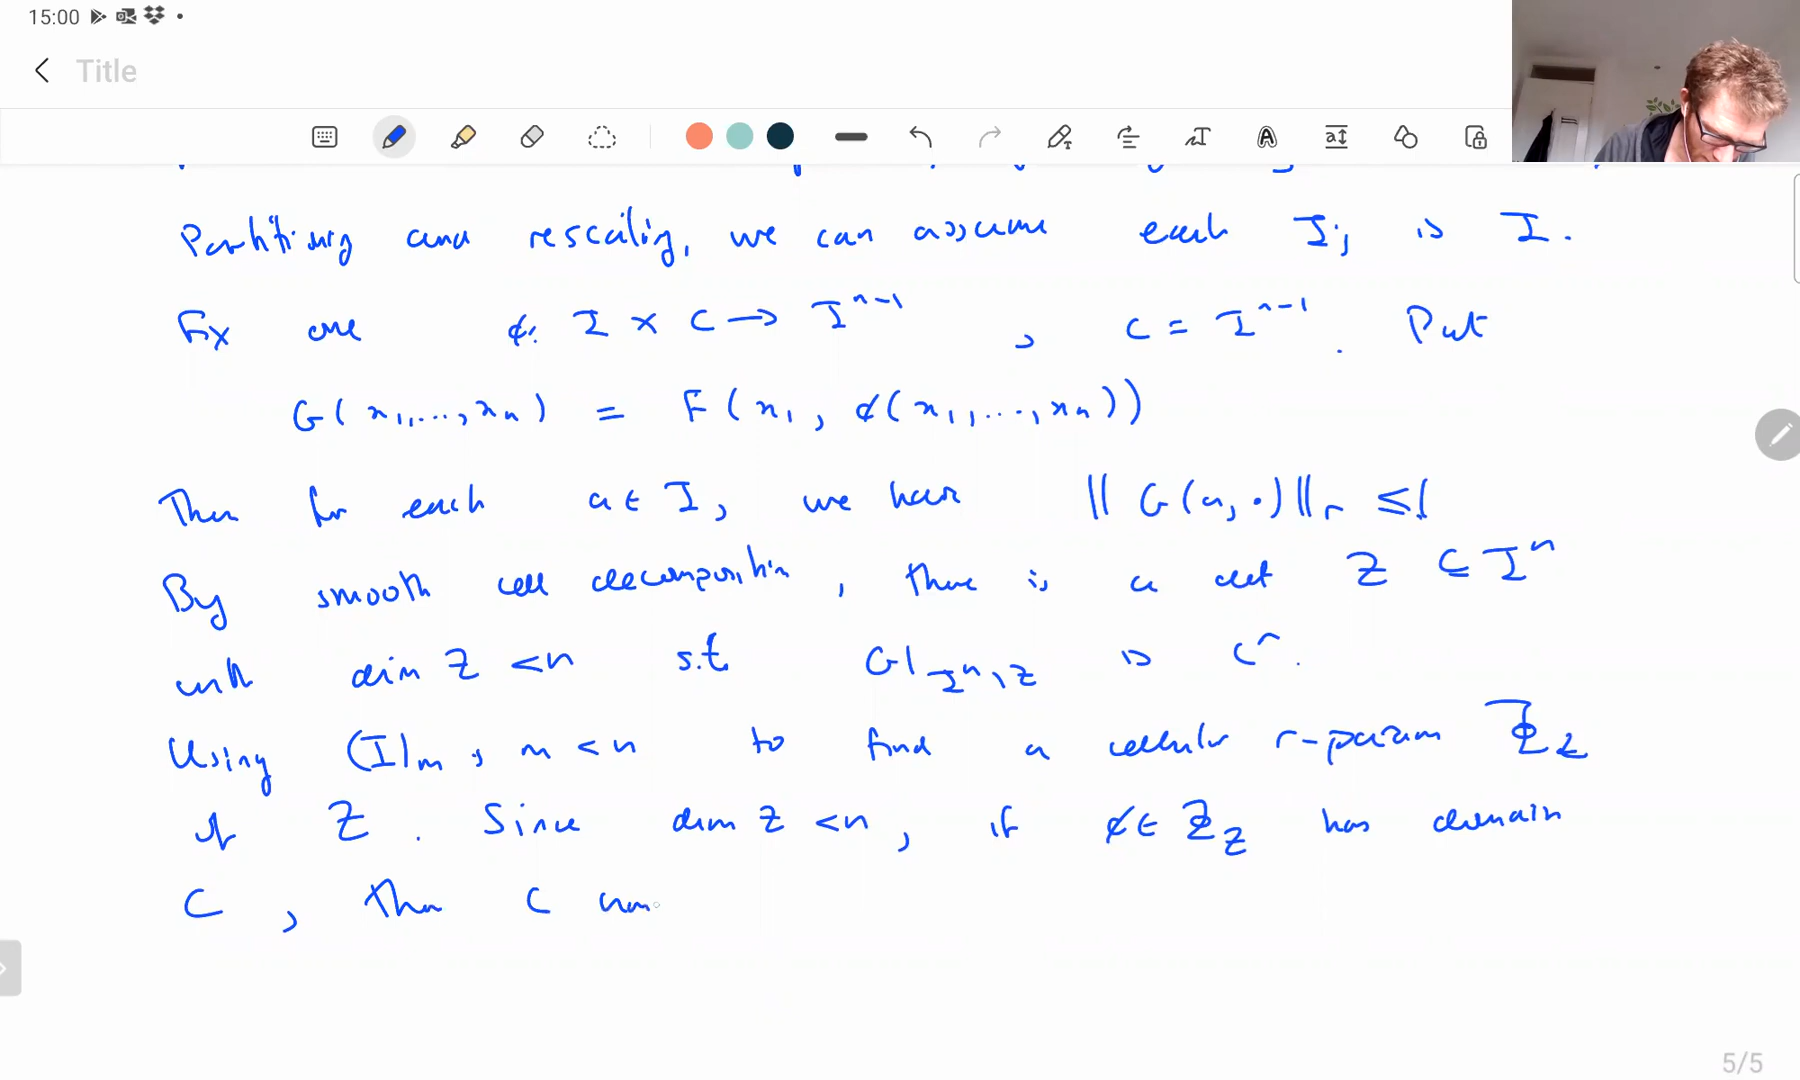 15:00
Title
Partitioning and rescaling, we can assume each I_j is I.
Fix one ϕ: I × C → I^{n-1}, C = I^{n-1}. Put
G(x_1,...,x_n) = F(x_1, ϕ(x_1,...,x_n))
Then for each a ∈ I, we have ‖G(a,·)‖_r ≤ 1
By smooth cell decomposition, there is a def Z ⊆ I^n
with dim Z < n s.t. G|_{I^n \ Z} is C^r.
Using (I)_m, m < n to find a cellular r-param Φ_Z
of Z. Since dim Z < n, if ϕ ∈ Φ_Z has domain
C, then C
5/5